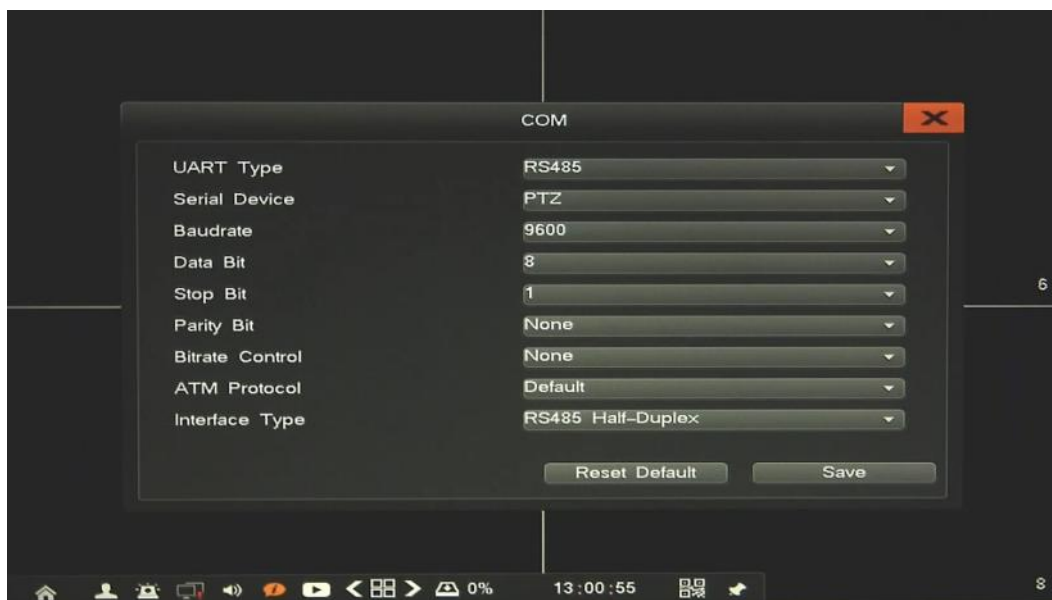 COM
UART Type RS485
Serial Device PTZ
Baudrate 9600
Data Bit 8
Stop Bit 1
Parity Bit None
Bitrate Control None
ATM Protocol Default
Interface Type RS485 Half-Duplex
Reset Default Save
6
0% 13:00:55
8